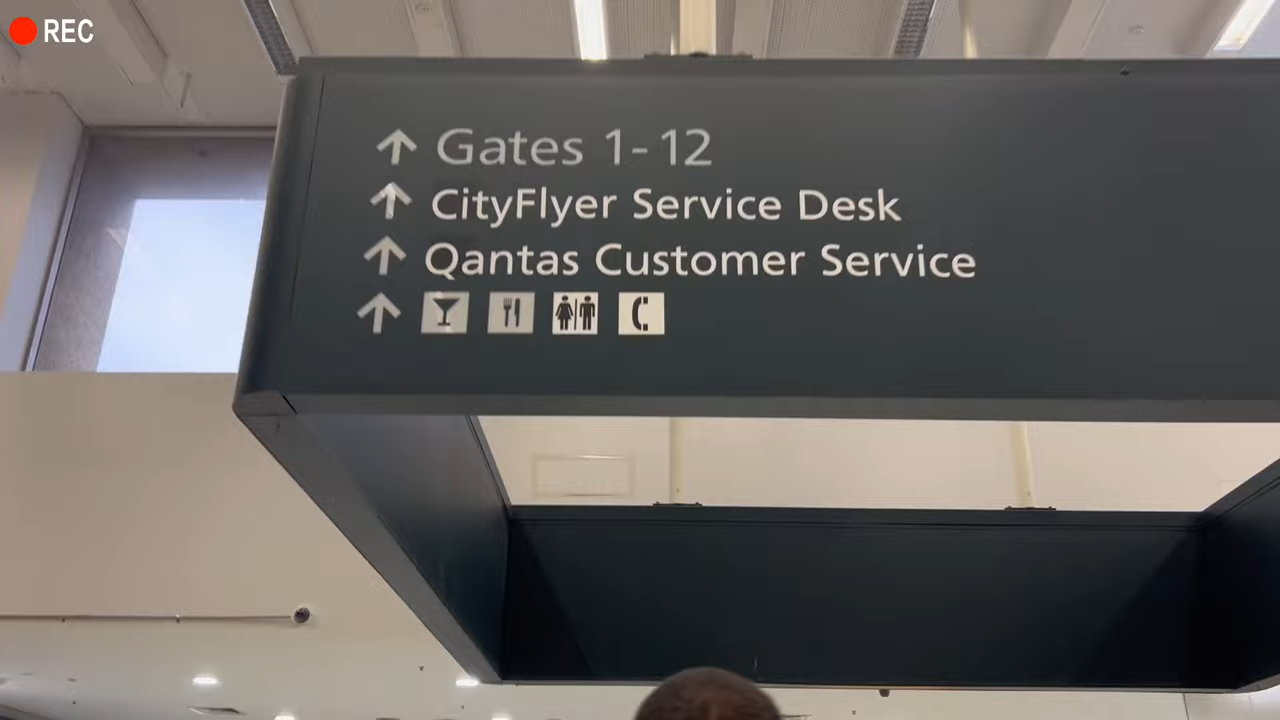 REC
Gates 1-12
CityFlyer Service Desk
Qantas Customer Service